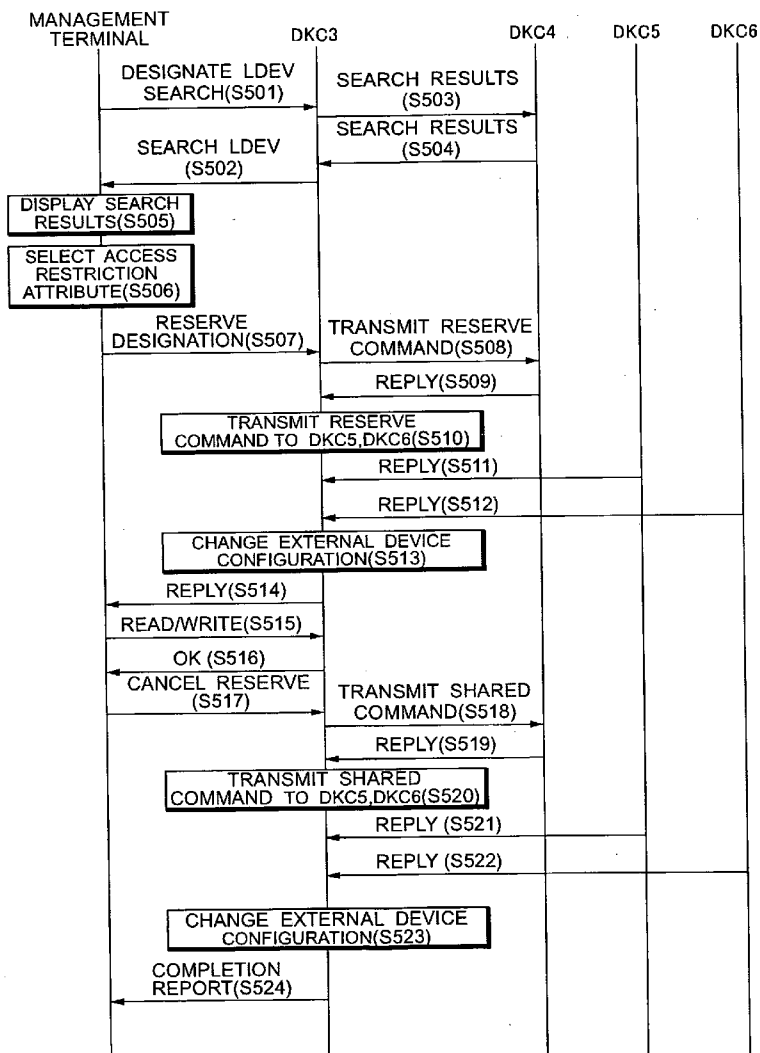 MANAGEMENT
TERMINAL
DKC3
DKC4
DKC5
DKC6
DESIGNATE LDEV
SEARCH(S501)
SEARCH RESULTS
(S503)
SEARCH LDEV
(S502)
SEARCH RESULTS
(S504)
DISPLAY SEARCH
RESULTS(S505)
SELECT ACCESS
RESTRICTION
ATTRIBUTE(S506)
RESERVE
DESIGNATION(S507)
TRANSMIT RESERVE
COMMAND(S508)
REPLY(S509)
TRANSMIT RESERVE
COMMAND TO DKC5,DKC6(S510)
REPLY(S511)
REPLY(S512)
CHANGE EXTERNAL DEVICE
CONFIGURATION(S513)
REPLY(S514)
READ/WRITE(S515)
OK (S516)
CANCEL RESERVE
(S517)
TRANSMIT SHARED
COMMAND(S518)
REPLY(S519)
TRANSMIT SHARED
COMMAND TO DKC5,DKC6(S520)
REPLY (S521)
REPLY (S522)
CHANGE EXTERNAL DEVICE
CONFIGURATION(S523)
COMPLETION
REPORT(S524)